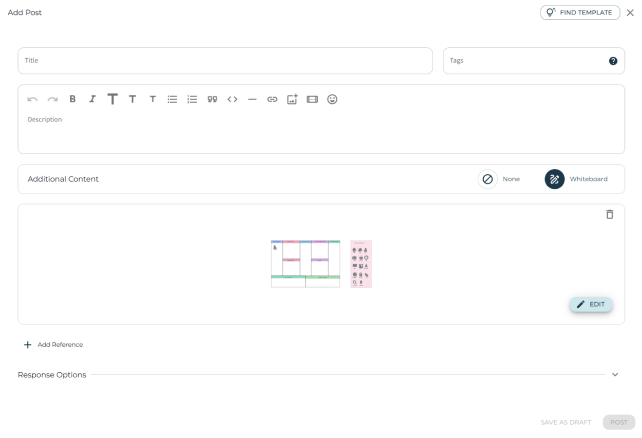 Add Post
FIND TEMPLATE
Title
Tags
Description
Additional Content
None
Whiteboard
EDIT
Add Reference
Response Options
SAVE AS DRAFT
POST